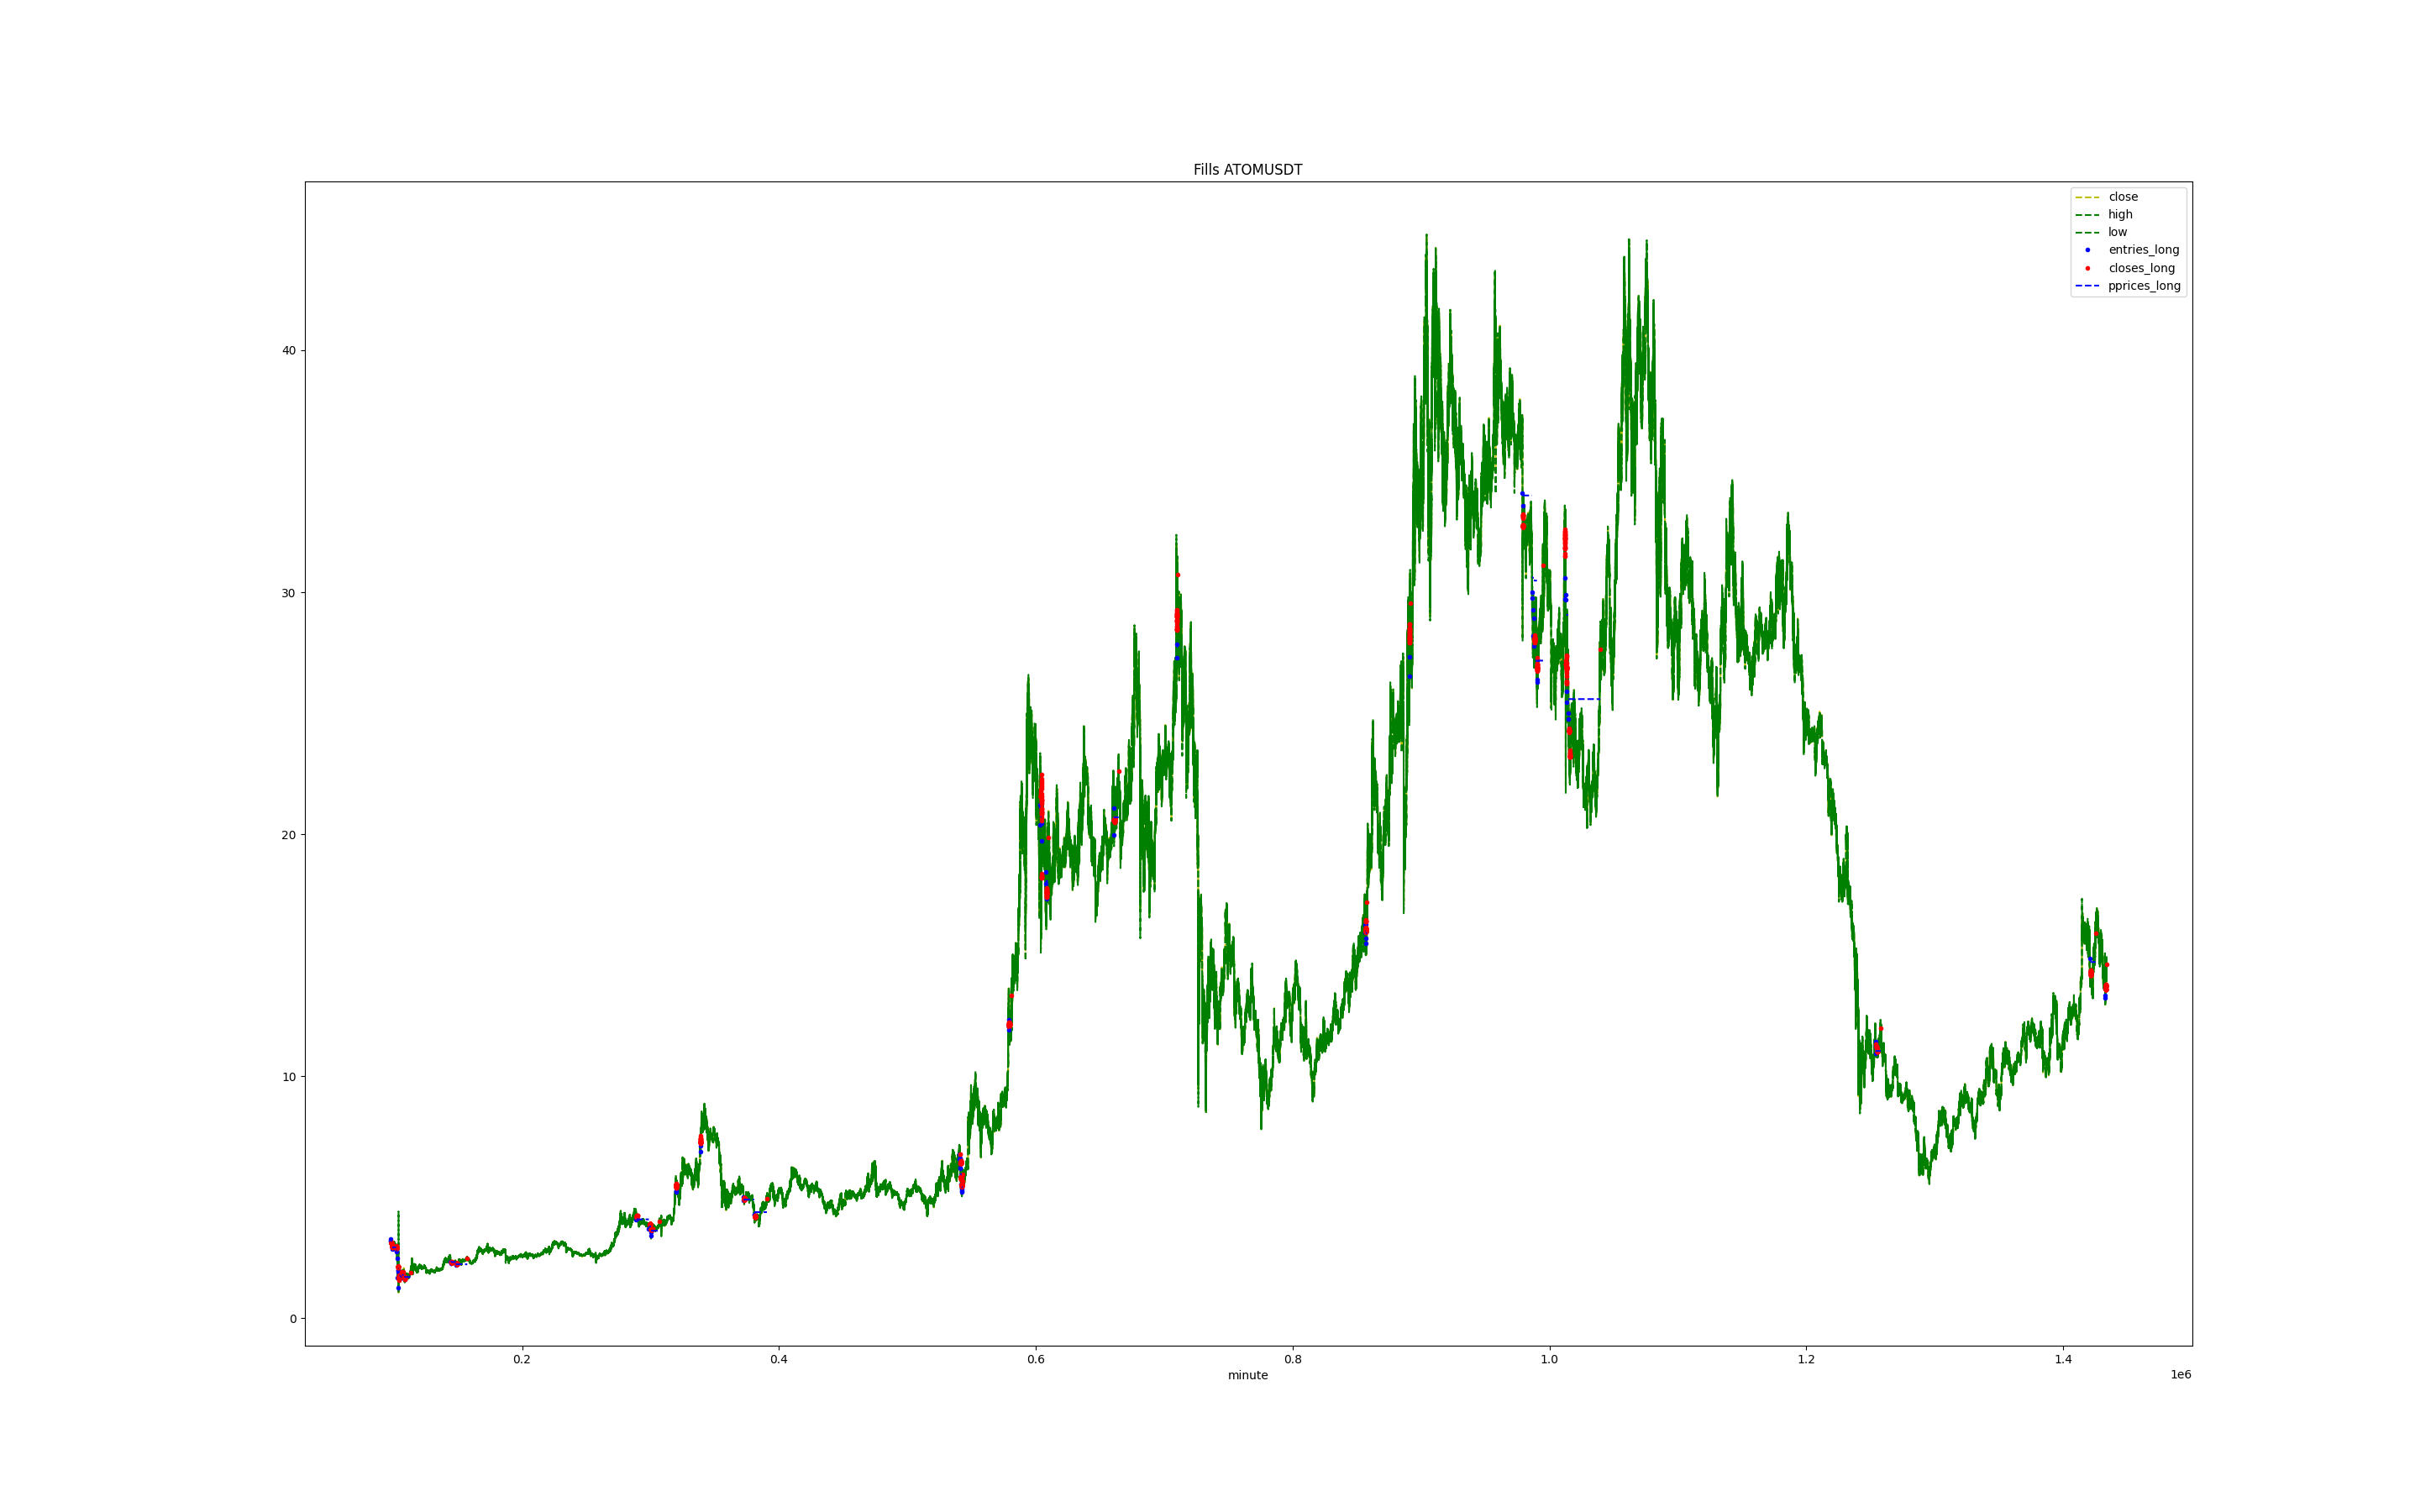 Fills ATOMUSDT
close
high
low
entries_long
closes_long
pprices_long
40
30
20
10
0
0.2 0.4 0.6 0.8 1.0 1.2 1.4
minute
1e6